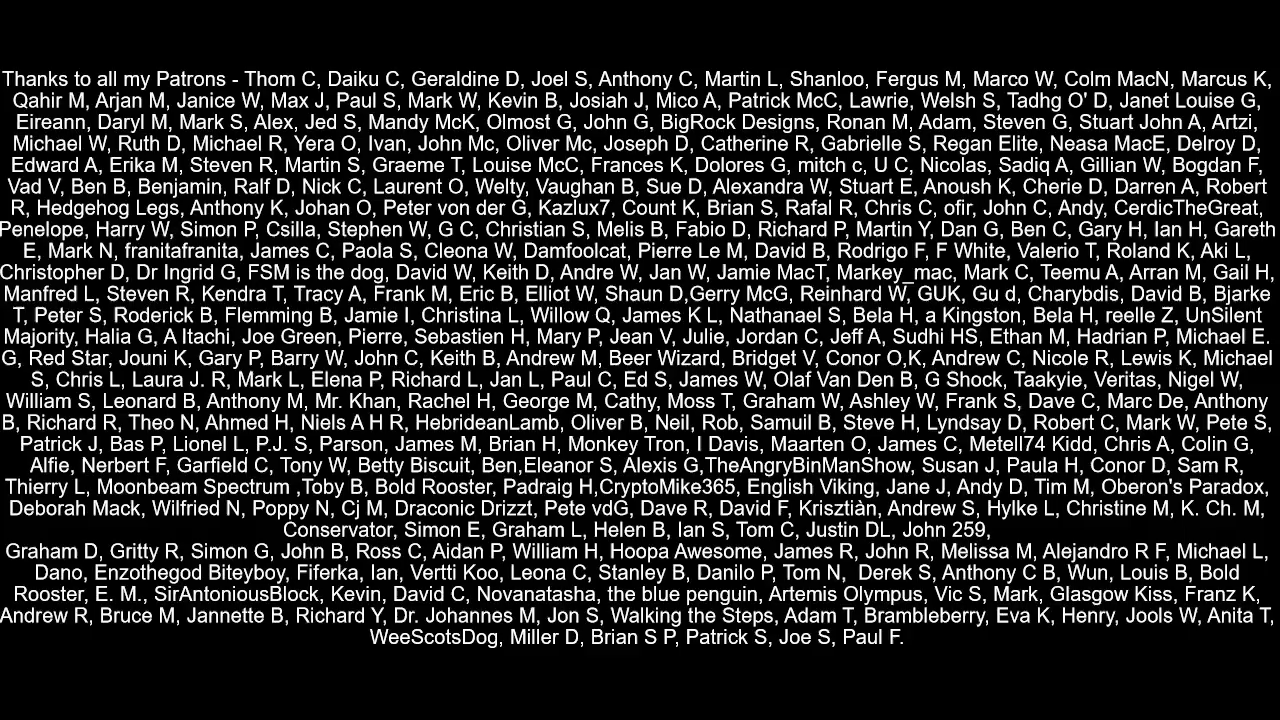 Thanks to all my Patrons - Thom C, Daiku C, Geraldine D, Joel S, Anthony C, Martin L, Shanloo, Fergus M, Marco W, Colm MacN, Marcus K,
Qahir M, Arjan M, Janice W, Max J, Paul S, Mark W, Kevin B, Josiah J, Mico A, Patrick McC, Lawrie, Welsh S, Tadhg O' D, Janet Louise G,
Eireann, Daryl M, Mark S, Alex, Jed S, Mandy McK, Olmost G, John G, BigRock Designs, Ronan M, Adam, Steven G, Stuart John A, Artzi,
Michael W, Ruth D, Michael R, Yera O, Ivan, John Mc, Oliver Mc, Joseph D, Catherine R, Gabrielle S, Regan Elite, Neasa MacE, Delroy D,
Edward A, Erika M, Steven R, Martin S, Graeme T, Louise McC, Frances K, Dolores G, mitch c, U C, Nicolas, Sadiq A, Gillian W, Bogdan F,
Vad V, Ben B, Benjamin, Ralf D, Nick C, Laurent O, Welty, Vaughan B, Sue D, Alexandra W, Stuart E, Anoush K, Cherie D, Darren A, Robert
R, Hedgehog Legs, Anthony K, Johan O, Peter von der G, Kazlux7, Count K, Brian S, Rafal R, Chris C, ofir, John C, Andy, CerdicTheGreat,
Penelope, Harry W, Simon P, Csilla, Stephen W, G C, Christian S, Melis B, Fabio D, Richard P, Martin Y, Dan G, Ben C, Gary H, Ian H, Gareth
E, Mark N, franitafranita, James C, Paola S, Cleona W, Damfoolcat, Pierre Le M, David B, Rodrigo F, F White, Valerio T, Roland K, Aki L,
Christopher D, Dr Ingrid G, FSM is the dog, David W, Keith D, Andre W, Jan W, Jamie MacT, Markey_mac, Mark C, Teemu A, Arran M, Gail H,
Manfred L, Steven R, Kendra T, Tracy A, Frank M, Eric B, Elliot W, Shaun D,Gerry McG, Reinhard W, GUK, Gu d, Charybdis, David B, Bjarke
T, Peter S, Roderick B, Flemming B, Jamie I, Christina L, Willow Q, James K L, Nathanael S, Bela H, a Kingston, Bela H, reelle Z, UnSilent
Majority, Halia G, A Itachi, Joe Green, Pierre, Sebastien H, Mary P, Jean V, Julie, Jordan C, Jeff A, Sudhi HS, Ethan M, Hadrian P, Michael E.
G, Red Star, Jouni K, Gary P, Barry W, John C, Keith B, Andrew M, Beer Wizard, Bridget V, Conor O,K, Andrew C, Nicole R, Lewis K, Michael
S, Chris L, Laura J. R, Mark L, Elena P, Richard L, Jan L, Paul C, Ed S, James W, Olaf Van Den B, G Shock, Taakyie, Veritas, Nigel W,
William S, Leonard B, Anthony M, Mr. Khan, Rachel H, George M, Cathy, Moss T, Graham W, Ashley W, Frank S, Dave C, Marc De, Anthony
B, Richard R, Theo N, Ahmed H, Niels A H R, HebrideanLamb, Oliver B, Neil, Rob, Samuil B, Steve H, Lyndsay D, Robert C, Mark W, Pete S,
Patrick J, Bas P, Lionel L, P.J. S, Parson, James M, Brian H, Monkey Tron, I Davis, Maarten O, James C, Metell74 Kidd, Chris A, Colin G,
Alfie, Nerbert F, Garfield C, Tony W, Betty Biscuit, Ben,Eleanor S, Alexis G,TheAngryBinManShow, Susan J, Paula H, Conor D, Sam R,
Thierry L, Moonbeam Spectrum ,Toby B, Bold Rooster, Padraig H,CryptoMike365, English Viking, Jane J, Andy D, Tim M, Oberon's Paradox,
Deborah Mack, Wilfried N, Poppy N, Cj M, Draconic Drizzt, Pete vdG, Dave R, David F, Krisztiàn, Andrew S, Hylke L, Christine M, K. Ch. M,
Conservator, Simon E, Graham L, Helen B, Ian S, Tom C, Justin DL, John 259,
Graham D, Gritty R, Simon G, John B, Ross C, Aidan P, William H, Hoopa Awesome, James R, John R, Melissa M, Alejandro R F, Michael L,
Dano, Enzothegod Biteyboy, Fiferka, Ian, Vertti Koo, Leona C, Stanley B, Danilo P, Tom N, Derek S, Anthony C B, Wun, Louis B, Bold
Rooster, E. M., SirAntoniousBlock, Kevin, David C, Novanatasha, the blue penguin, Artemis Olympus, Vic S, Mark, Glasgow Kiss, Franz K,
Andrew R, Bruce M, Jannette B, Richard Y, Dr. Johannes M, Jon S, Walking the Steps, Adam T, Brambleberry, Eva K, Henry, Jools W, Anita T,
WeeScotsDog, Miller D, Brian S P, Patrick S, Joe S, Paul F.